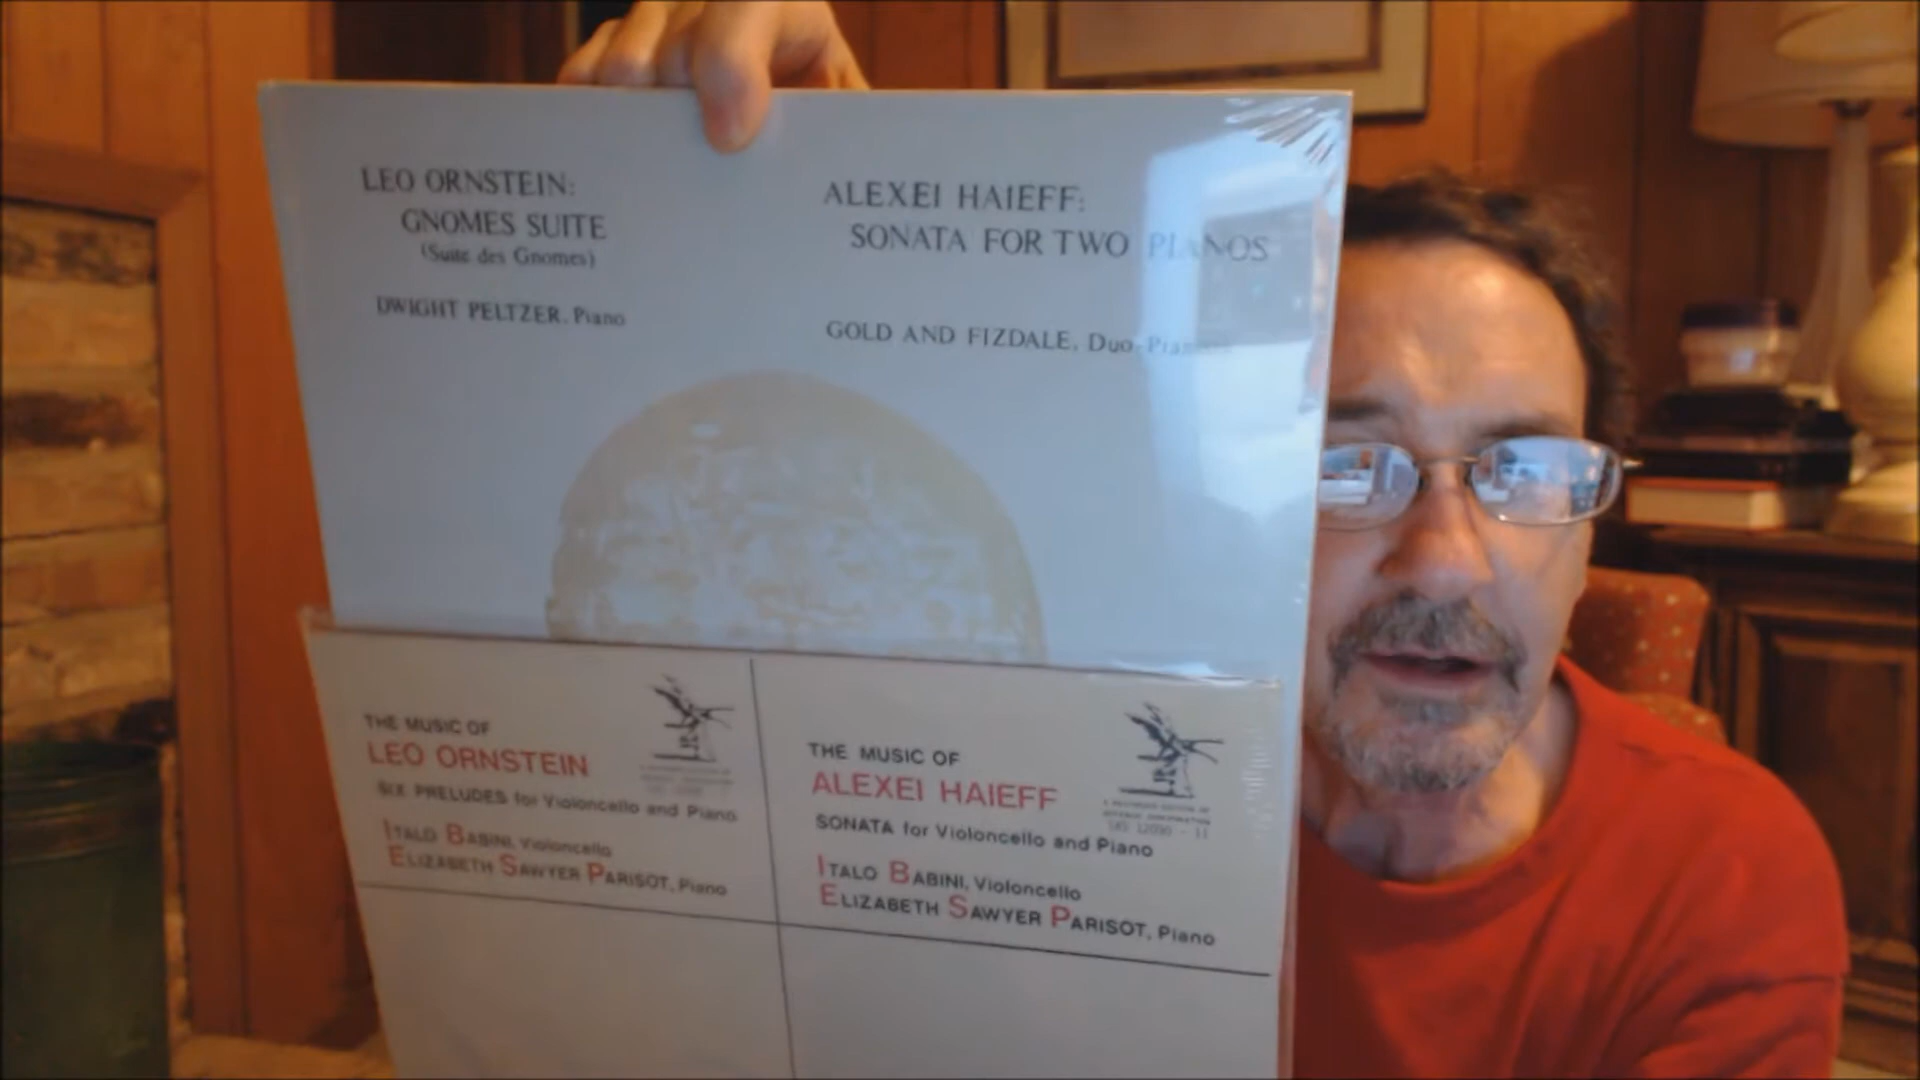 LEO ORNSTEIN:
GNOMES SUITE
(Suite des Gnomes)
DWIGHT PELTZER, Piano
ALEXEI HAIEFF:
SONATA FOR TWO PIANOS
GOLD AND FIZDALE, Duo-
THE MUSIC OF
LEO ORNSTEIN
SIX PRELUDES for Violoncello and Piano
ITALO BABINI, Violoncello
ELIZABETH SAWYER PARISOT, Piano
THE MUSIC OF
ALEXEI HAIEFF
SONATA for Violoncello and Piano
ITALO BABINI, Violoncello
ELIZABETH SAWYER PARISOT, Piano